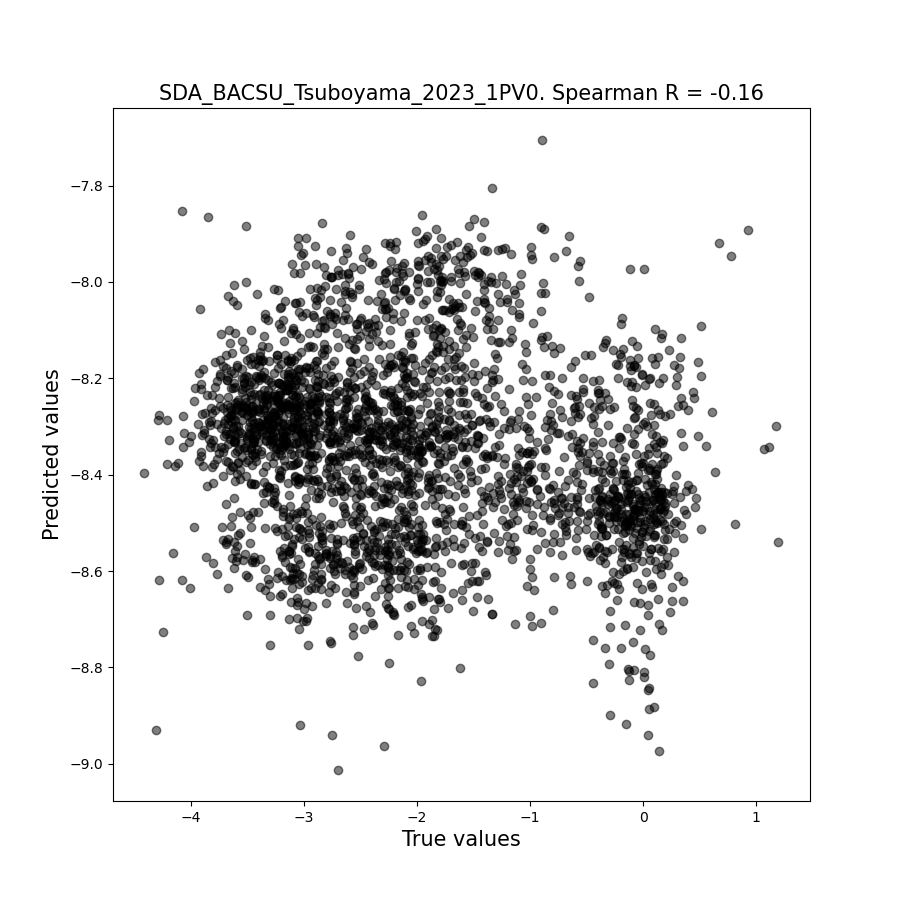 SDA_BACSU_Tsuboyama_2023_1PV0. Spearman R = -0.16
Predicted values
−7.8
−8.0
−8.2
−8.4
−8.6
−8.8
−9.0
−4 −3 −2 −1 0 1
True values